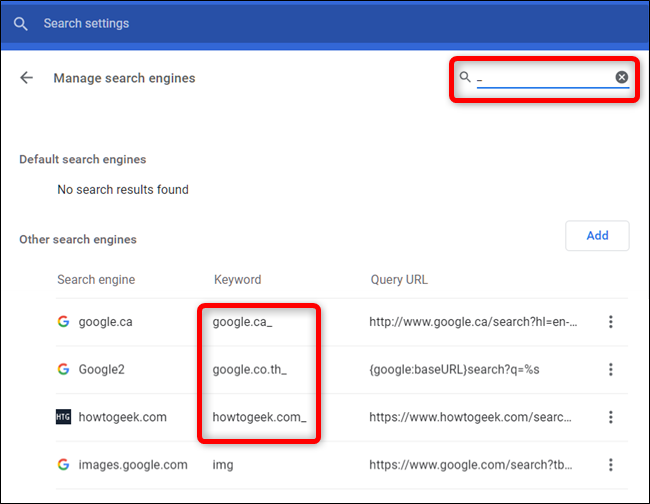 Search settings
Manage search engines
_
Default search engines
No search results found
Other search engines
Add
Search engine Keyword Query URL
google.ca google.ca_ http://www.google.ca/search?hl=en-...
Google2 google.co.th_ {google:baseURL}search?q=%s
HTG howtogeek.com howtogeek.com_ https://www.howtogeek.com/searc...
images.google.com img https://www.google.com/search?tb...